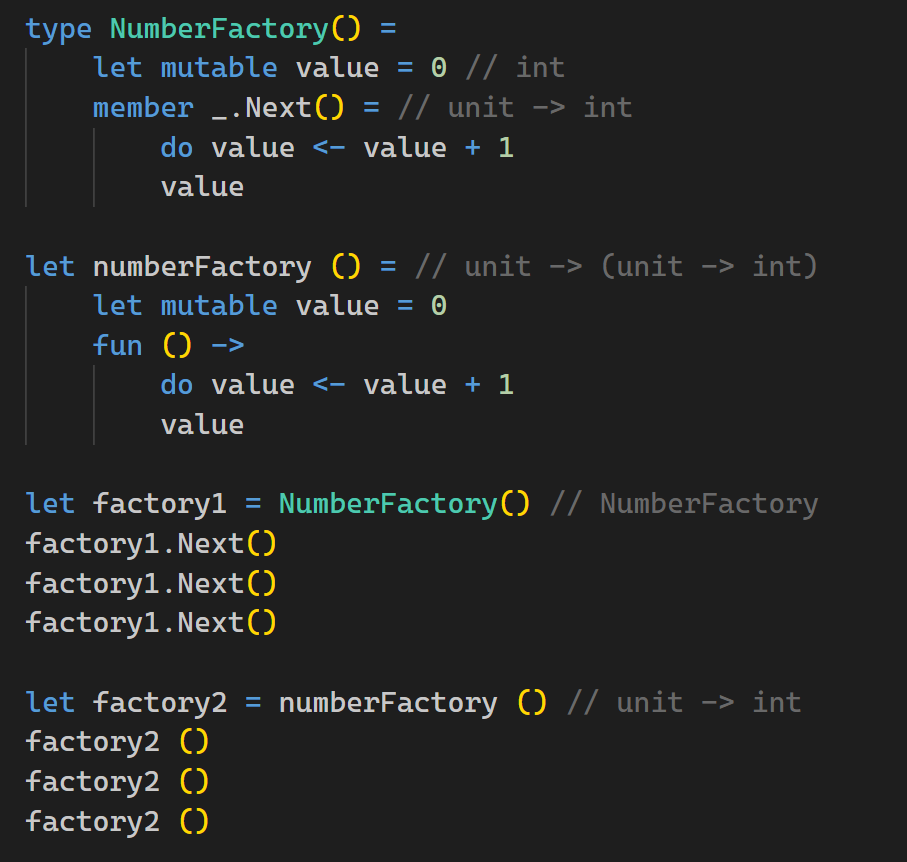 type NumberFactory() =
    let mutable value = 0 // int
    member _.Next() = // unit -> int
        do value <- value + 1
        value

let numberFactory () = // unit -> (unit -> int)
    let mutable value = 0
    fun () ->
        do value <- value + 1
        value

let factory1 = NumberFactory() // NumberFactory
factory1.Next()
factory1.Next()
factory1.Next()

let factory2 = numberFactory () // unit -> int
factory2 ()
factory2 ()
factory2 ()